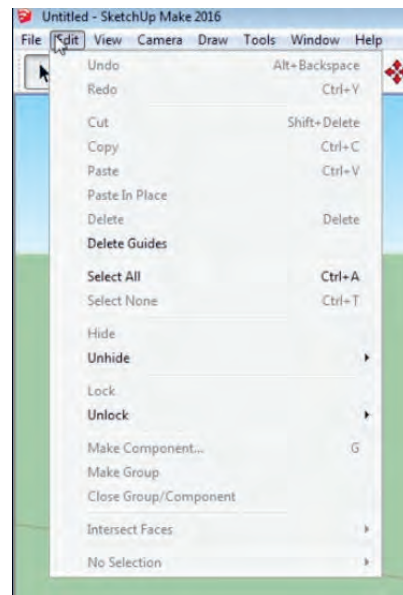 Untitled - SketchUp Make 2016
File Edit View Camera Draw Tools Window Help
Undo Alt+Backspace
Redo Ctrl+Y
Cut Shift+Delete
Copy Ctrl+C
Paste Ctrl+V
Paste In Place
Delete Delete
Delete Guides
Select All Ctrl+A
Select None Ctrl+T
Hide
Unhide
Lock
Unlock
Make Component... G
Make Group
Close Group/Component
Intersect Faces
No Selection